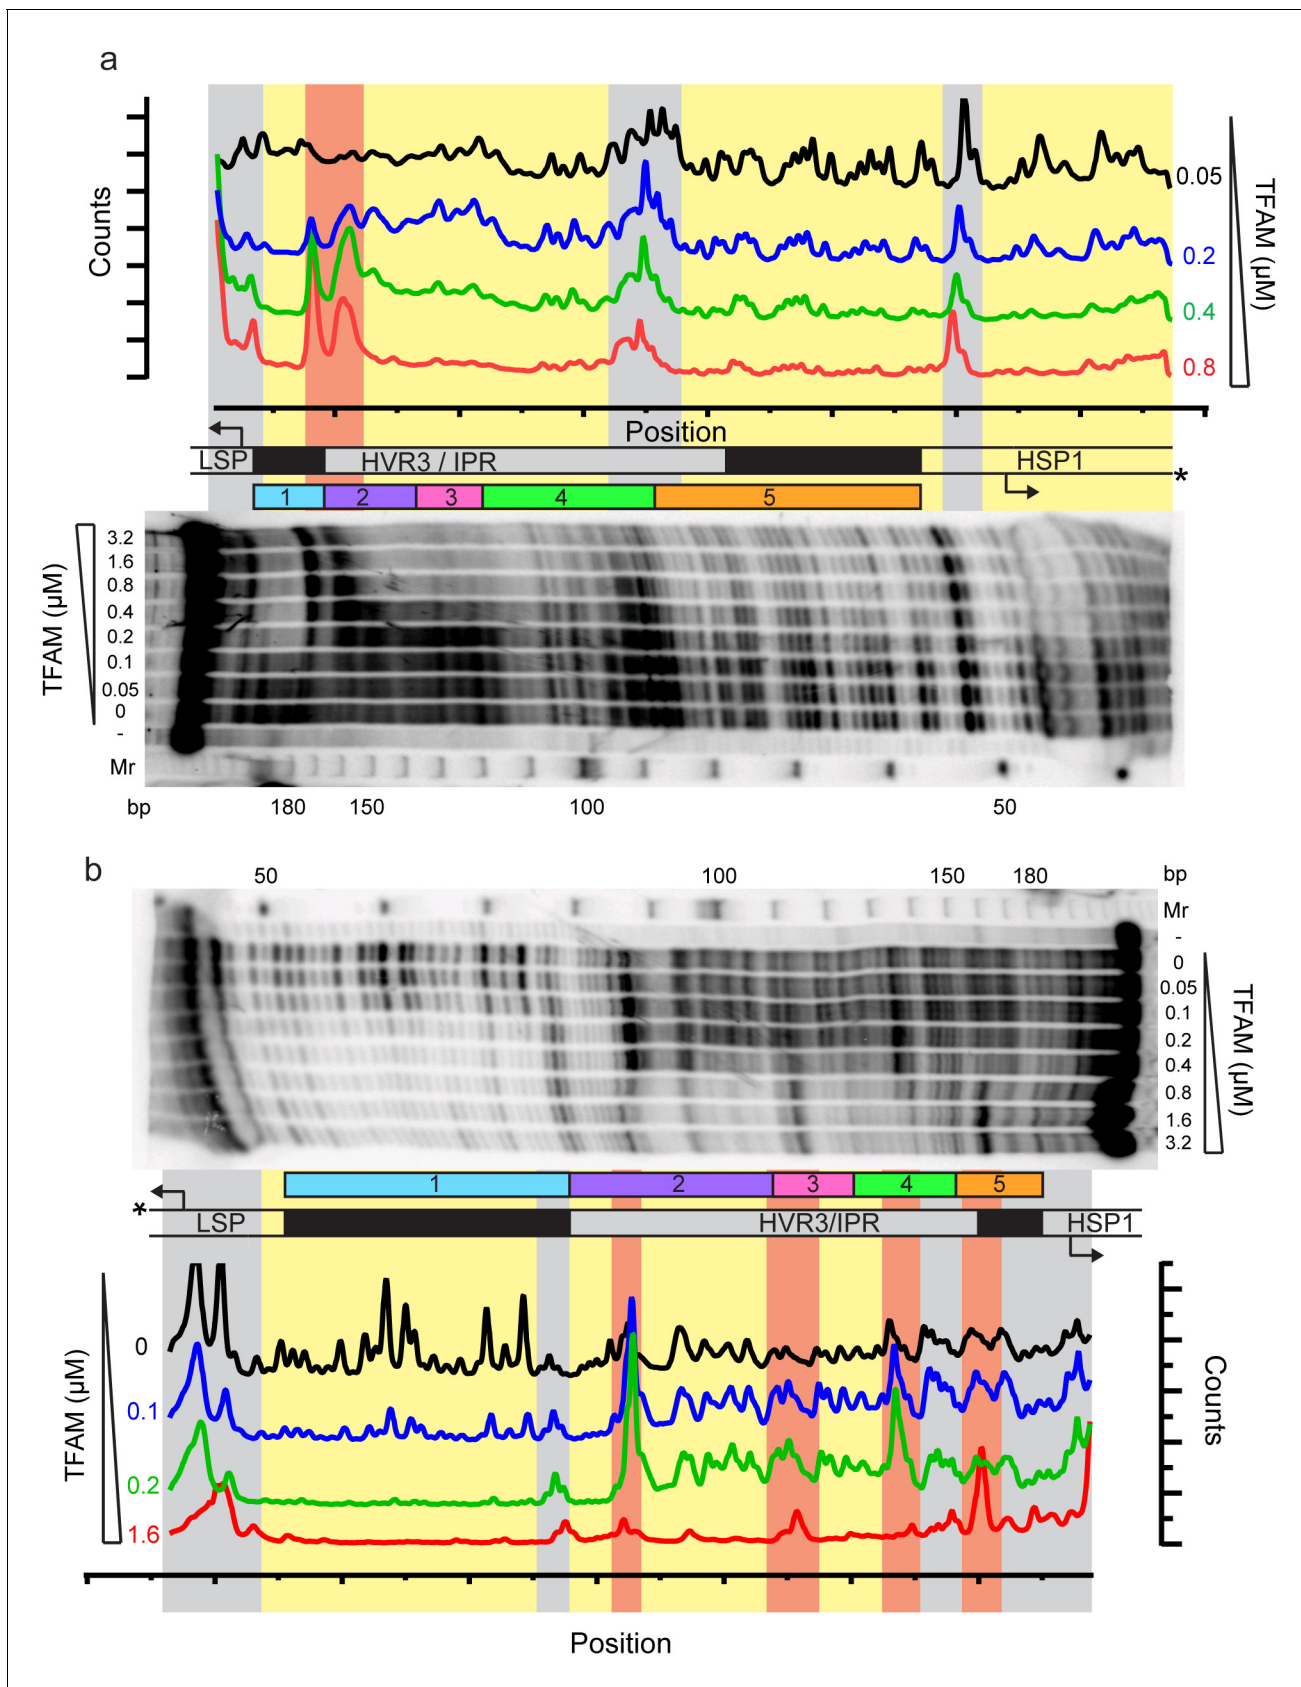 a
Counts
0.05
0.2
0.4
0.8
TFAM (µM)
Position
LSP
HVR3 / IPR
HSP1
*
1 2 3 4 5
TFAM (µM)
3.2
1.6
0.8
0.4
0.2
0.1
0.05
0
-
Mr
bp 180 150 100 50
b
50 100 150 180 bp
Mr
-
0
0.05
0.1
0.2
0.4
0.8
1.6
3.2
TFAM (µM)
1 2 3 4 5
*
LSP
HVR3/IPR
HSP1
TFAM (µM)
0
0.1
0.2
1.6
Counts
Position